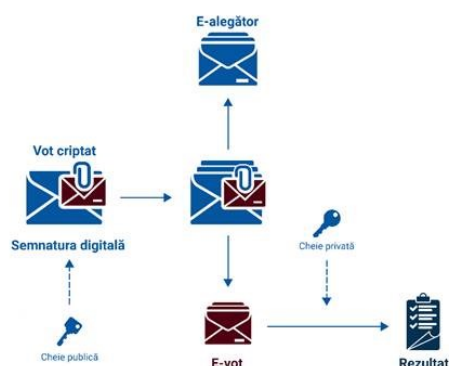 E-alegător
Vot criptat
Semnatura digitală
Cheie privată
Cheie publică
E-vot
Rezultat